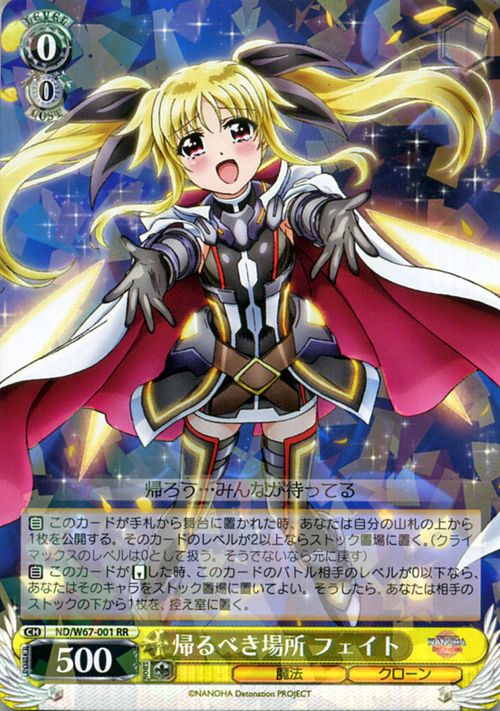 LEVEL
0
0
COST
帰ろう…みんなが待ってる
自 このカードが手札から舞台に置かれた時、あなたは自分の山札の上から
1枚を公開する。そのカードのレベルが2以上ならストック置場に置く。(クライ
マックスのレベルは0として扱う。そうでないなら元に戻す)
自 このカードが した時、このカードのバトル相手のレベルが0以下なら、
あなたはそのキャラをストック置場に置いてよい。そうしたら、あなたは相手の
ストックの下から1枚を、控え室に置く。
CH ND/W67-001 RR
500
SOUL
帰るべき場所 フェイト
NANOHA
魔法 クローン
©NANOHA Detonation PROJECT